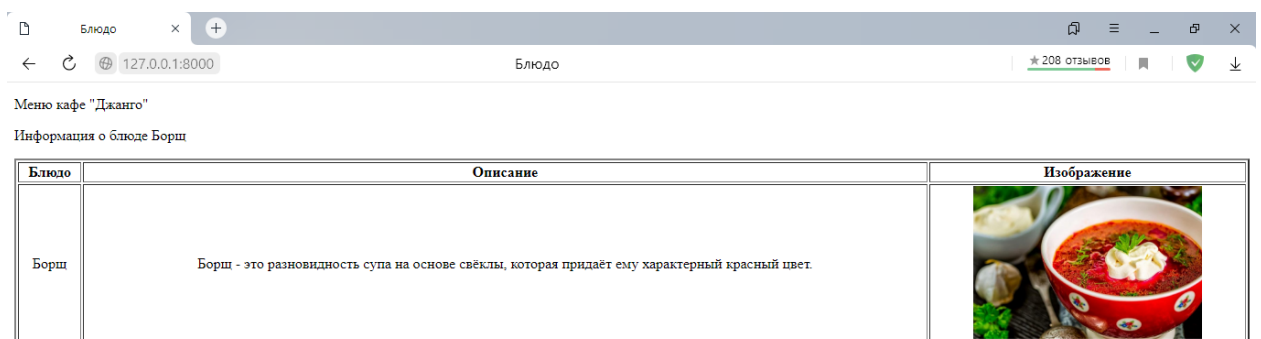 Блюдо
127.0.0.1:8000
Блюдо
208 отзывов
Меню кафе "Джанго"
Информация о блюде Борщ
Блюдо Описание Изображение
Борщ Борщ - это разновидность супа на основе свёклы, которая придаёт ему характерный красный цвет.